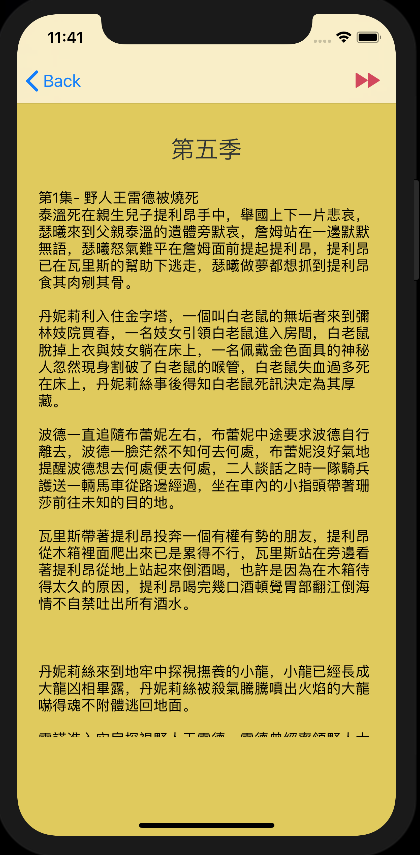 11:41
Back
第五季
第1集- 野人王雷德被燒死
泰溫死在親生兒子提利昂手中，舉國上下一片悲哀，
瑟曦來到父親泰溫的遺體旁默哀，詹姆站在一邊默默
無語，瑟曦怒氣難平在詹姆面前提起提利昂，提利昂
已在瓦里斯的幫助下逃走，瑟曦做夢都想抓到提利昂
食其肉剜其骨。
丹妮莉利入住金字塔，一個叫白老鼠的無垢者來到彌
林妓院買春，一名妓女引領白老鼠進入房間，白老鼠
脫掉上衣與妓女躺在床上，一名佩戴金色面具的神秘
人忽然現身割破了白老鼠的喉管，白老鼠失血過多死
在床上，丹妮莉絲事後得知白老鼠死訊決定為其厚
藏。
波德一直追隨布蕾妮左右，布蕾妮中途要求波德自行
離去，波德一臉茫然不知何去何處，布蕾妮沒好氣地
提醒波德想去何處便去何處，二人談話之時一隊騎兵
護送一輛馬車從路邊經過，坐在車內的小指頭帶著珊
莎前往未知的目的地。
瓦里斯帶著提利昂投奔一個有權有勢的朋友，提利昂
從木箱裡面爬出來已是累得不行，瓦里斯站在旁邊看
著提利昂從地上站起來倒酒喝，也許是因為在木箱待
得太久的原因，提利昂喝完幾口酒頓覺胃部翻江倒海
情不自禁吐出所有酒水。
丹妮莉絲來到地牢中探視撫養的小龍，小龍已經長成
大龍凶相畢露，丹妮莉絲被殺氣騰騰噴出火焰的大龍
嚇得魂不附體逃回地面。